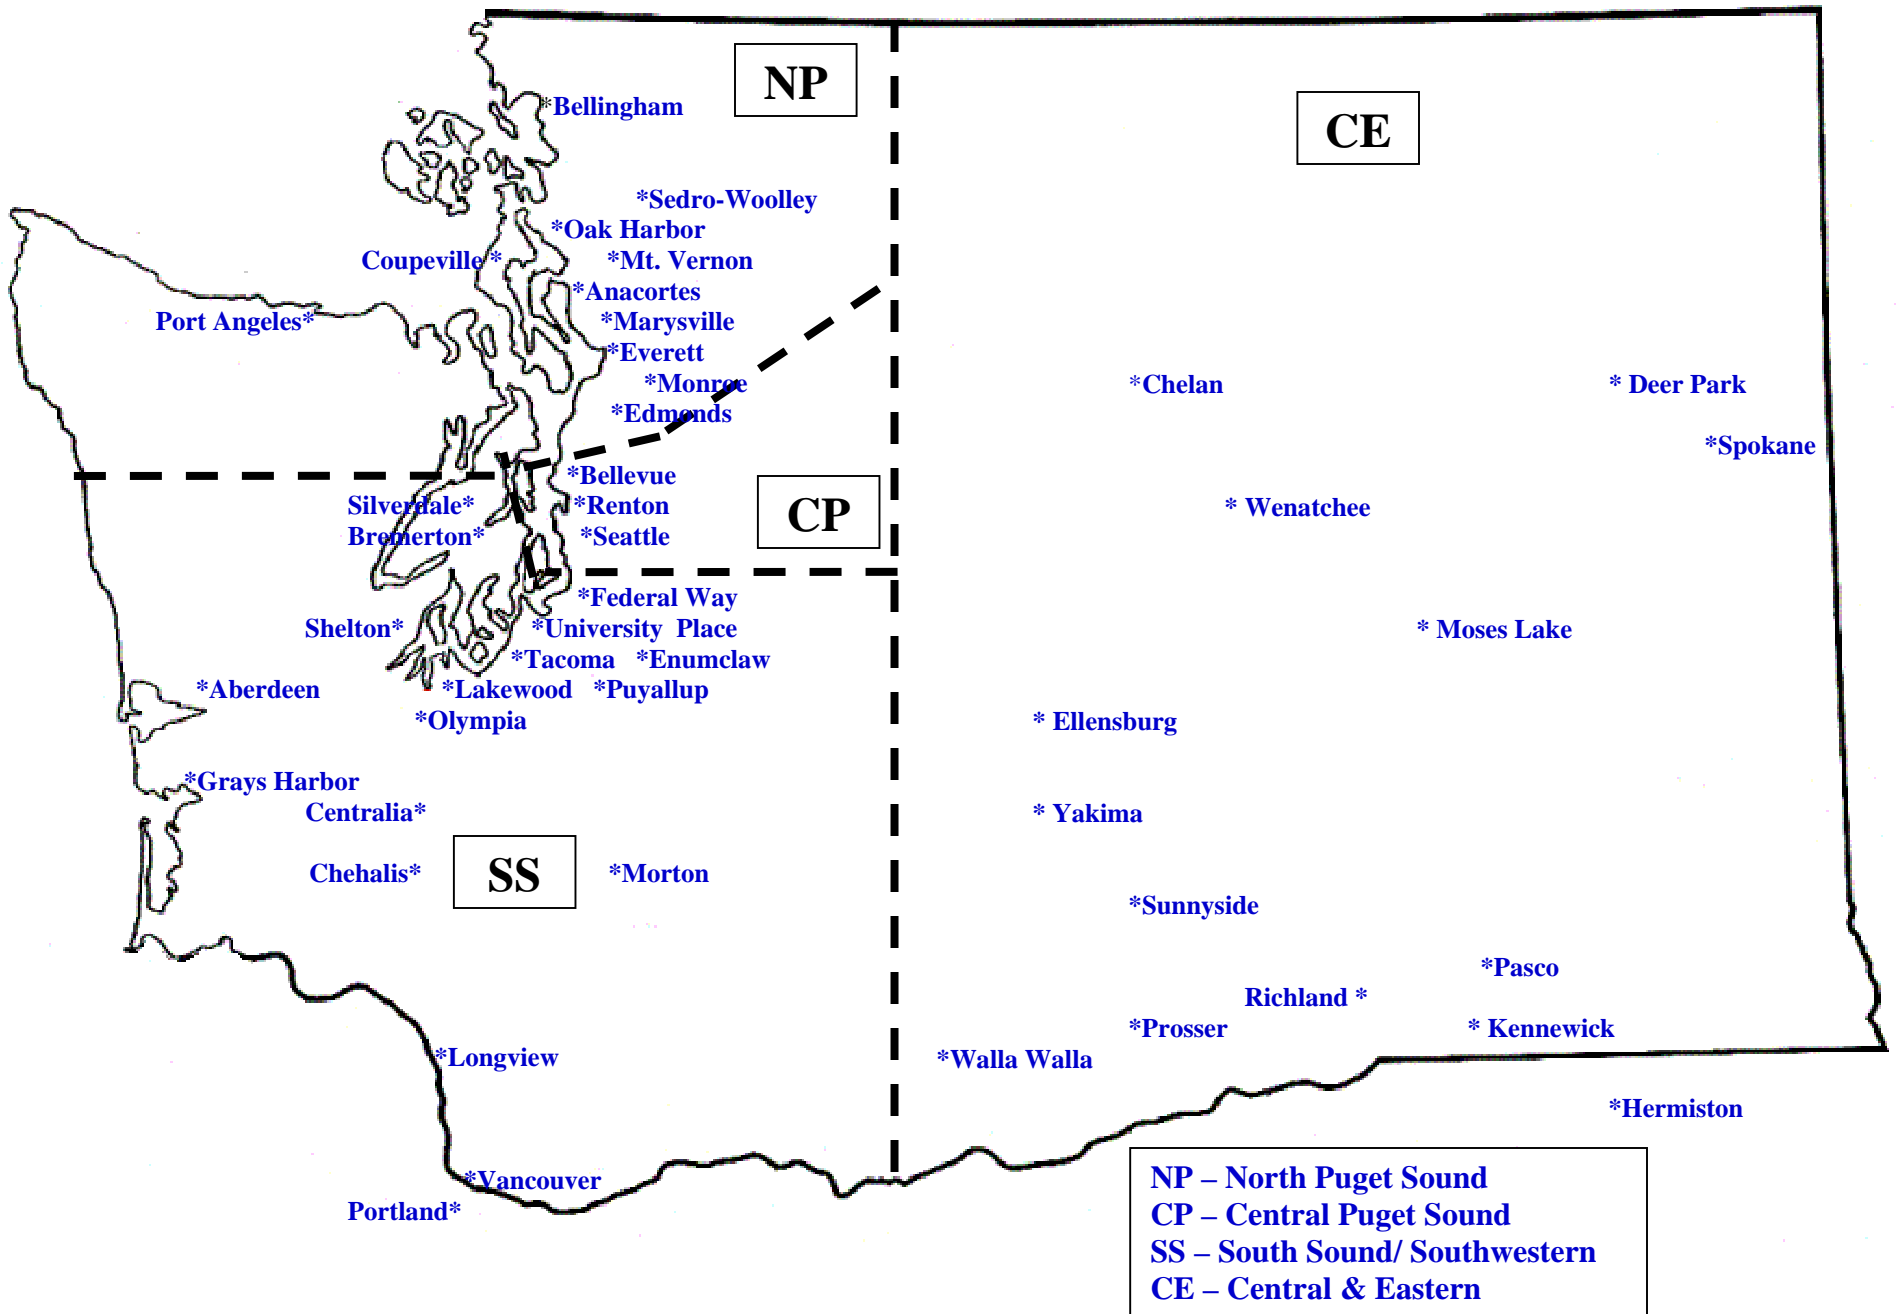 NP
*Bellingham
CE
*Sedro-Woolley
*Oak Harbor
Coupeville *
*Mt. Vernon
*Anacortes
Port Angeles*
*Marysville
*Everett
*Monroe
*Chelan
* Deer Park
*Edmonds
*Spokane
*Bellevue
Silverdale*
*Renton
CP
* Wenatchee
Bremerton*
*Seattle
*Federal Way
Shelton*
*University Place
* Moses Lake
*Tacoma *Enumclaw
*Aberdeen
*Lakewood *Puyallup
*Olympia
* Ellensburg
*Grays Harbor
Centralia*
* Yakima
Chehalis*
SS
*Morton
*Sunnyside
*Pasco
Richland *
*Prosser
* Kennewick
*Longview
*Walla Walla
*Hermiston
*Vancouver
Portland*
NP – North Puget Sound
CP – Central Puget Sound
SS – South Sound/ Southwestern
CE – Central & Eastern